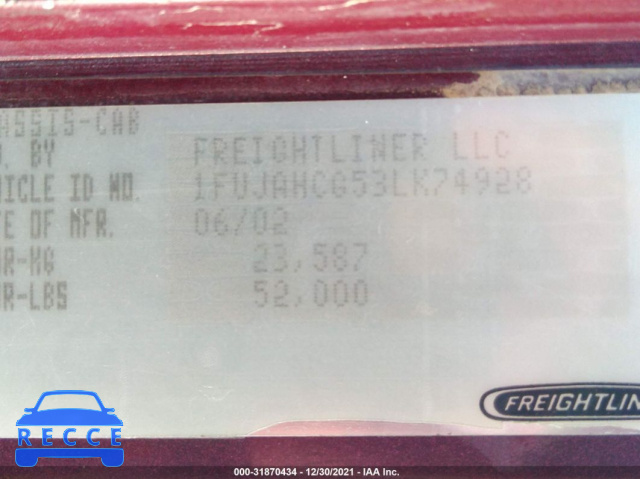 ASSIS-CAB
. BY FREIGHTLINER LLC
ICLE ID NO. 1FUJAHCG53LK74928
TE OF MFR. 06/02
R-KG 23,587
R-LBS 52,000
FREIGHTLIN
RECCE
000-31870434 - 12/30/2021 - IAA Inc.